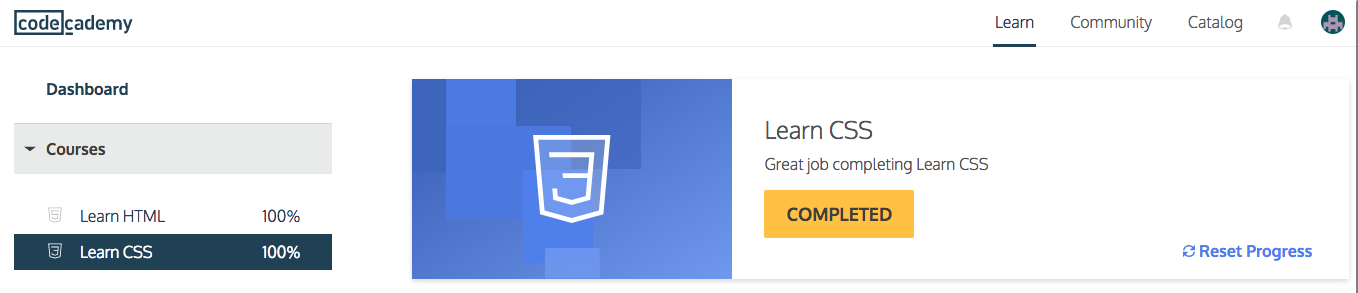 codecademy
Learn Community Catalog
Dashboard
Courses
Learn HTML 100%
Learn CSS 100%
Learn CSS
Great job completing Learn CSS
COMPLETED
Reset Progress